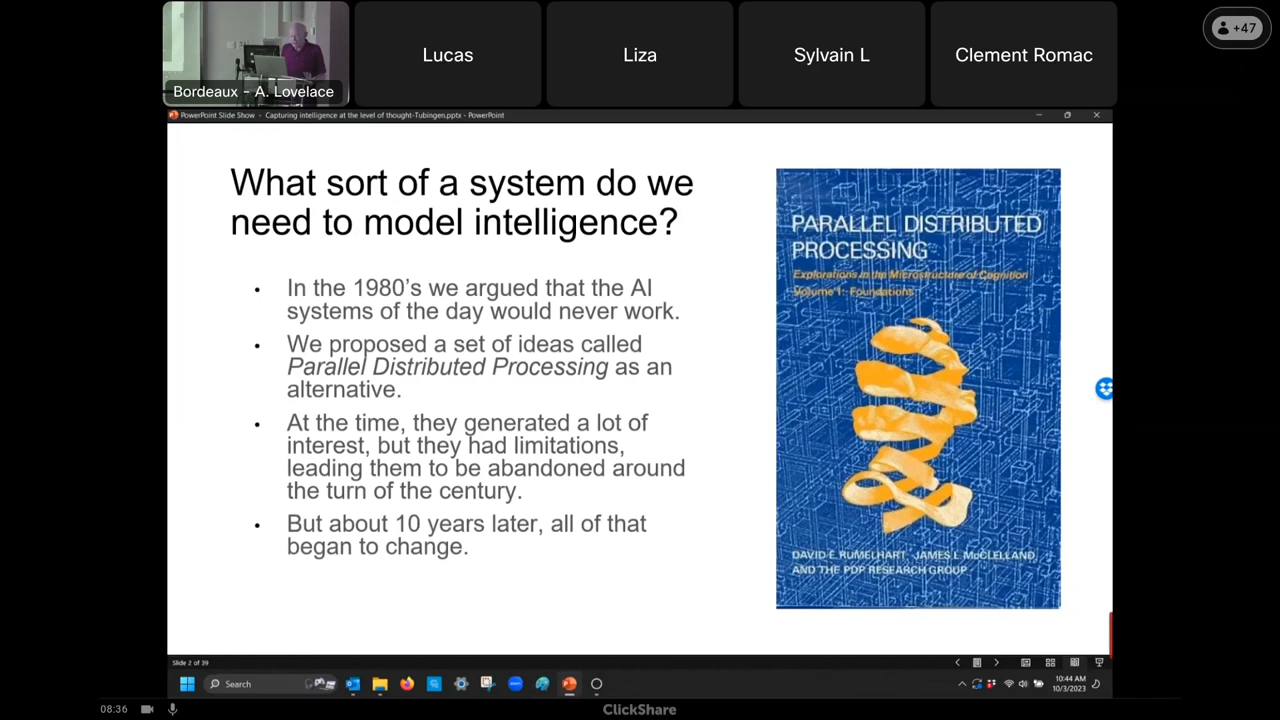 +47
Bordeaux - A. Lovelace
Lucas
Liza
Sylvain L
Clement Romac
PowerPoint Slide Show - Capturing intelligence at the level of thought-Tubingen.pptx - PowerPoint
What sort of a system do we
need to model intelligence?
• In the 1980's we argued that the AI
systems of the day would never work.
• We proposed a set of ideas called
Parallel Distributed Processing as an
alternative.
• At the time, they generated a lot of
interest, but they had limitations,
leading them to be abandoned around
the turn of the century.
• But about 10 years later, all of that
began to change.
PARALLEL DISTRIBUTED
PROCESSING
Explorations in the Microstructure of Cognition
Volume 1: Foundations
DAVID E. RUMELHART, JAMES L. McCLELLAND,
AND THE PDP RESEARCH GROUP
Slide 2 of 39
Search
10:44 AM
10/3/2023
08:36
ClickShare